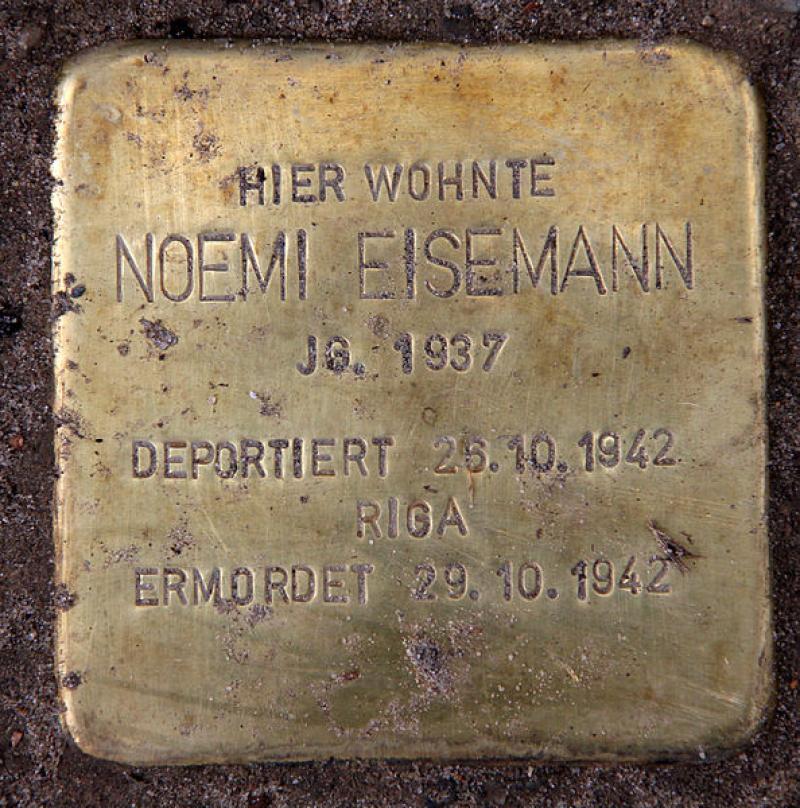 HIER WOHNTE
NOEMI EISEMANN
JG. 1937
DEPORTIERT 26.10.1942
RIGA
ERMORDET 29.10.1942